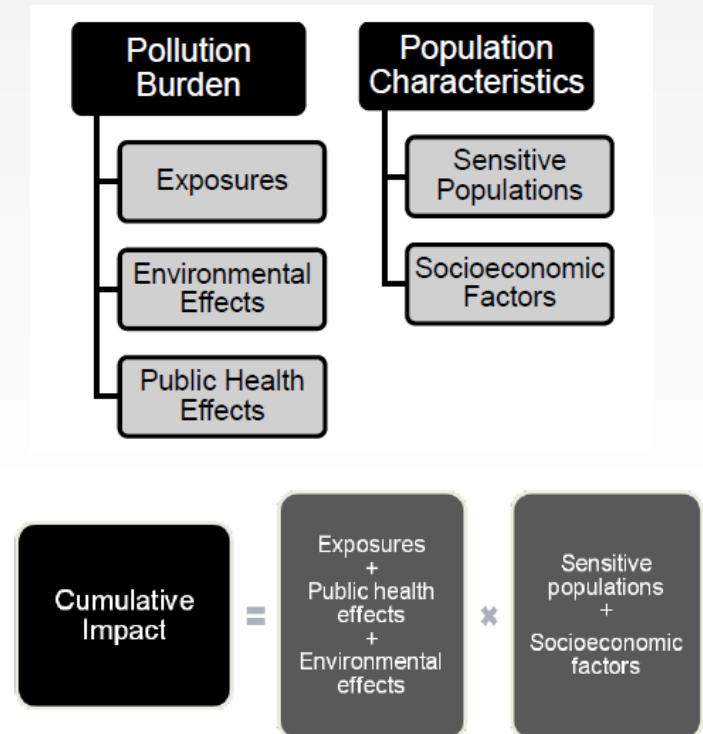 Pollution
Burden
Exposures
Environmental
Effects
Public Health
Effects
Population
Characteristics
Sensitive
Populations
Socioeconomic
Factors
Cumulative
Impact
=
Exposures
+
Public health
effects
+
Environmental
effects
×
Sensitive
populations
+
Socioeconomic
factors